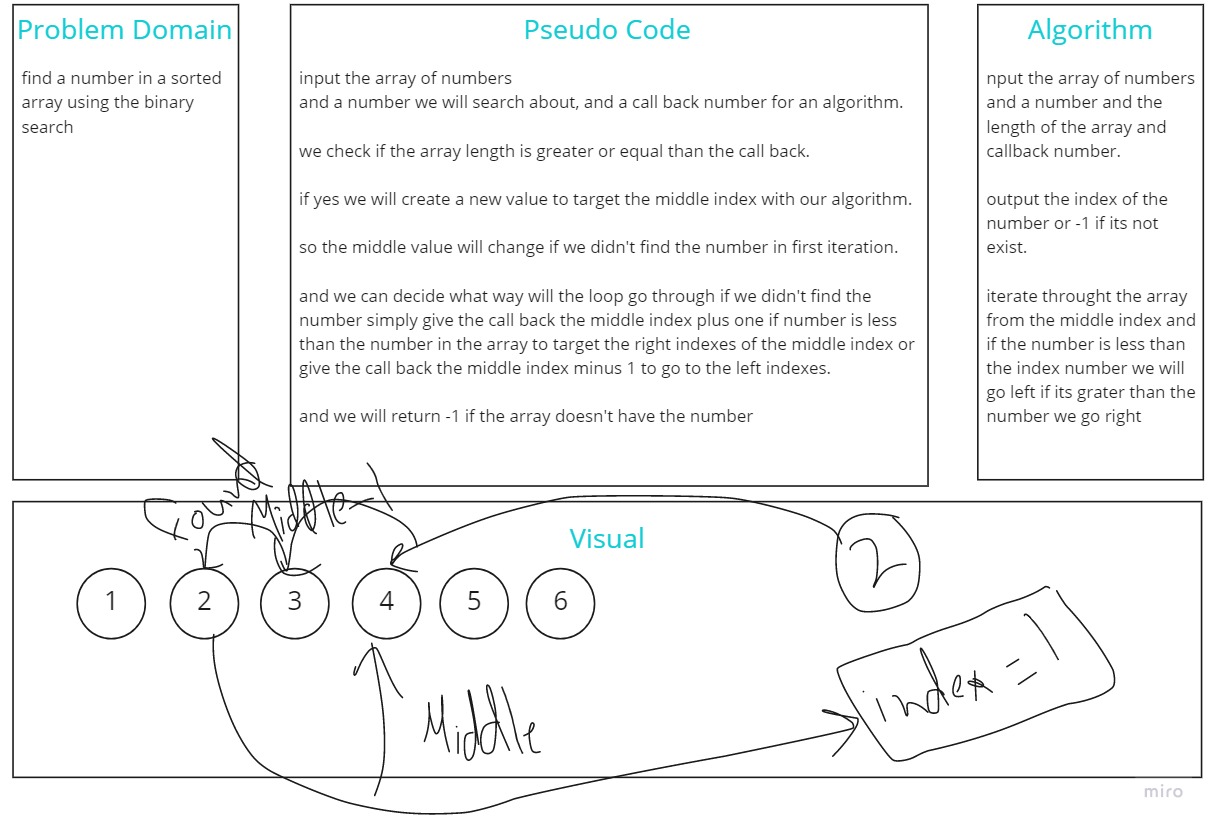 Problem Domain
find a number in a sorted
array using the binary
search
Pseudo Code
input the array of numbers
and a number we will search about, and a call back number for an algorithm.
we check if the array length is greater or equal than the call back.
if yes we will create a new value to target the middle index with our algorithm.
so the middle value will change if we didn't find the number in first iteration.
and we can decide what way will the loop go through if we didn't find the
number simply give the call back the middle index plus one if number is less
than the number in the array to target the right indexes of the middle index or
give the call back the middle index minus 1 to go to the left indexes.
and we will return -1 if the array doesn't have the number
Algorithm
nput the array of numbers
and a number and the
length of the array and
callback number.
output the index of the
number or -1 if its not
exist.
iterate throught the array
from the middle index and
if the number is less than
the index number we will
go left if its grater than the
number we go right
Visual
Found
Middle-1
2
1 2 3 4 5 6
Middle
index = 1
miro